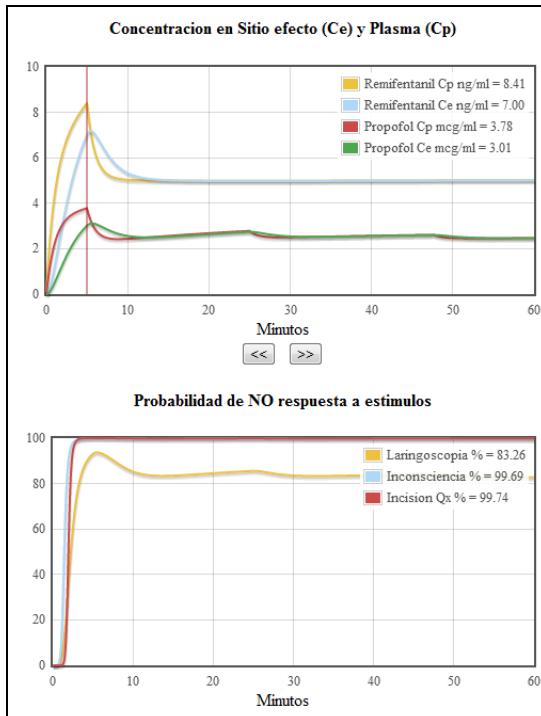 Concentracion en Sitio efecto (Ce) y Plasma (Cp)
10
8
6
4
2
0
Remifentanil Cp ng/ml = 8.41
Remifentanil Ce ng/ml = 7.00
Propofol Cp mcg/ml = 3.78
Propofol Ce mcg/ml = 3.01
0 10 20 30 40 50 60
Minutos
<< >>
Probabilidad de NO respuesta a estimulos
100
80
60
40
20
0
Laringoscopia % = 83.26
Inconsciencia % = 99.69
Incision Qx % = 99.74
0 10 20 30 40 50 60
Minutos